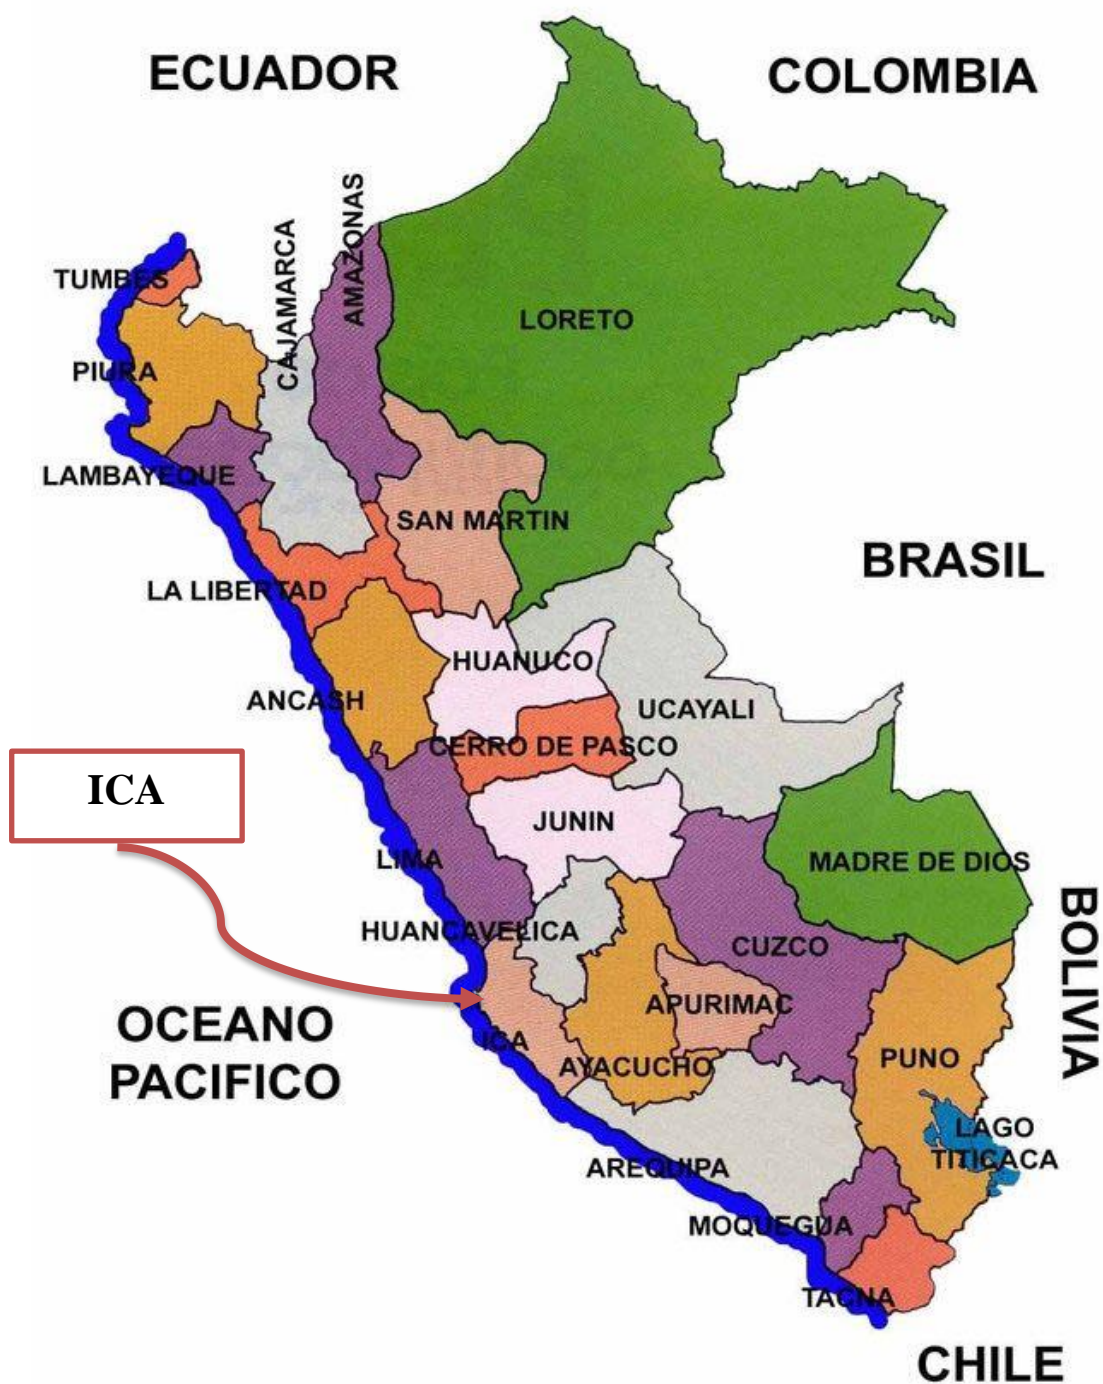 ECUADOR
COLOMBIA
AMAZONAS
CAJAMARCA
TUMBES
LORETO
PIURA
LAMBAYEQUE
SAN MARTIN
BRASIL
LA LIBERTAD
HUANUCO
ANCASH
UCAYALI
CERRO DE PASCO
ICA
JUNIN
LIMA
MADRE DE DIOS
HUANCAVELICA
CUZCO
BOLIVIA
APURIMAC
OCEANO
PACIFICO
ICA
AYACUCHO
PUNO
LAGO
TITICACA
AREQUIPA
MOQUEGUA
TACNA
CHILE